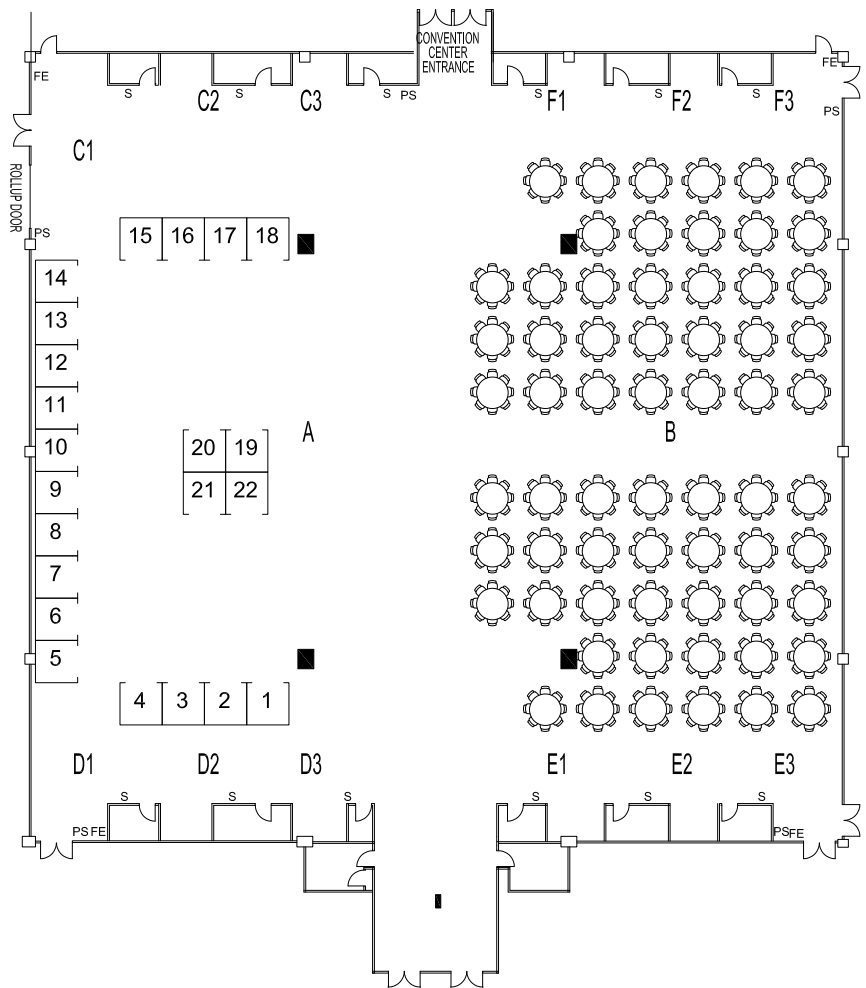 CONVENTION
CENTER
ENTRANCE
FE
FE
S
S
S
PS
S
S
S
C2
C3
F1
F2
F3
PS
C1
ROLLUP DOOR
PS
15
16
17
18
14
13
12
11
10
9
8
7
6
5
20
19
21
22
A
B
4
3
2
1
D1
D2
D3
E1
E2
E3
S
S
S
S
S
S
PS FE
PS FE